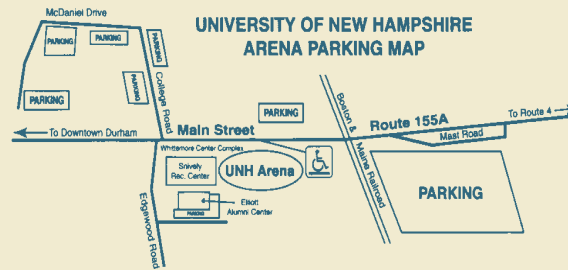 UNIVERSITY OF NEW HAMPSHIRE
ARENA PARKING MAP
McDaniel Drive
PARKING
PARKING
PARKING
PARKING
PARKING
College Road
PARKING
Boston &
Maine Railroad
Route 155A
To Route 4
Mast Road
To Downtown Durham
Main Street
Whittemore Center Complex
Snively
Rec. Center
UNH Arena
PARKING
Edgewood Road
PARKING
Elliott
Alumni Center